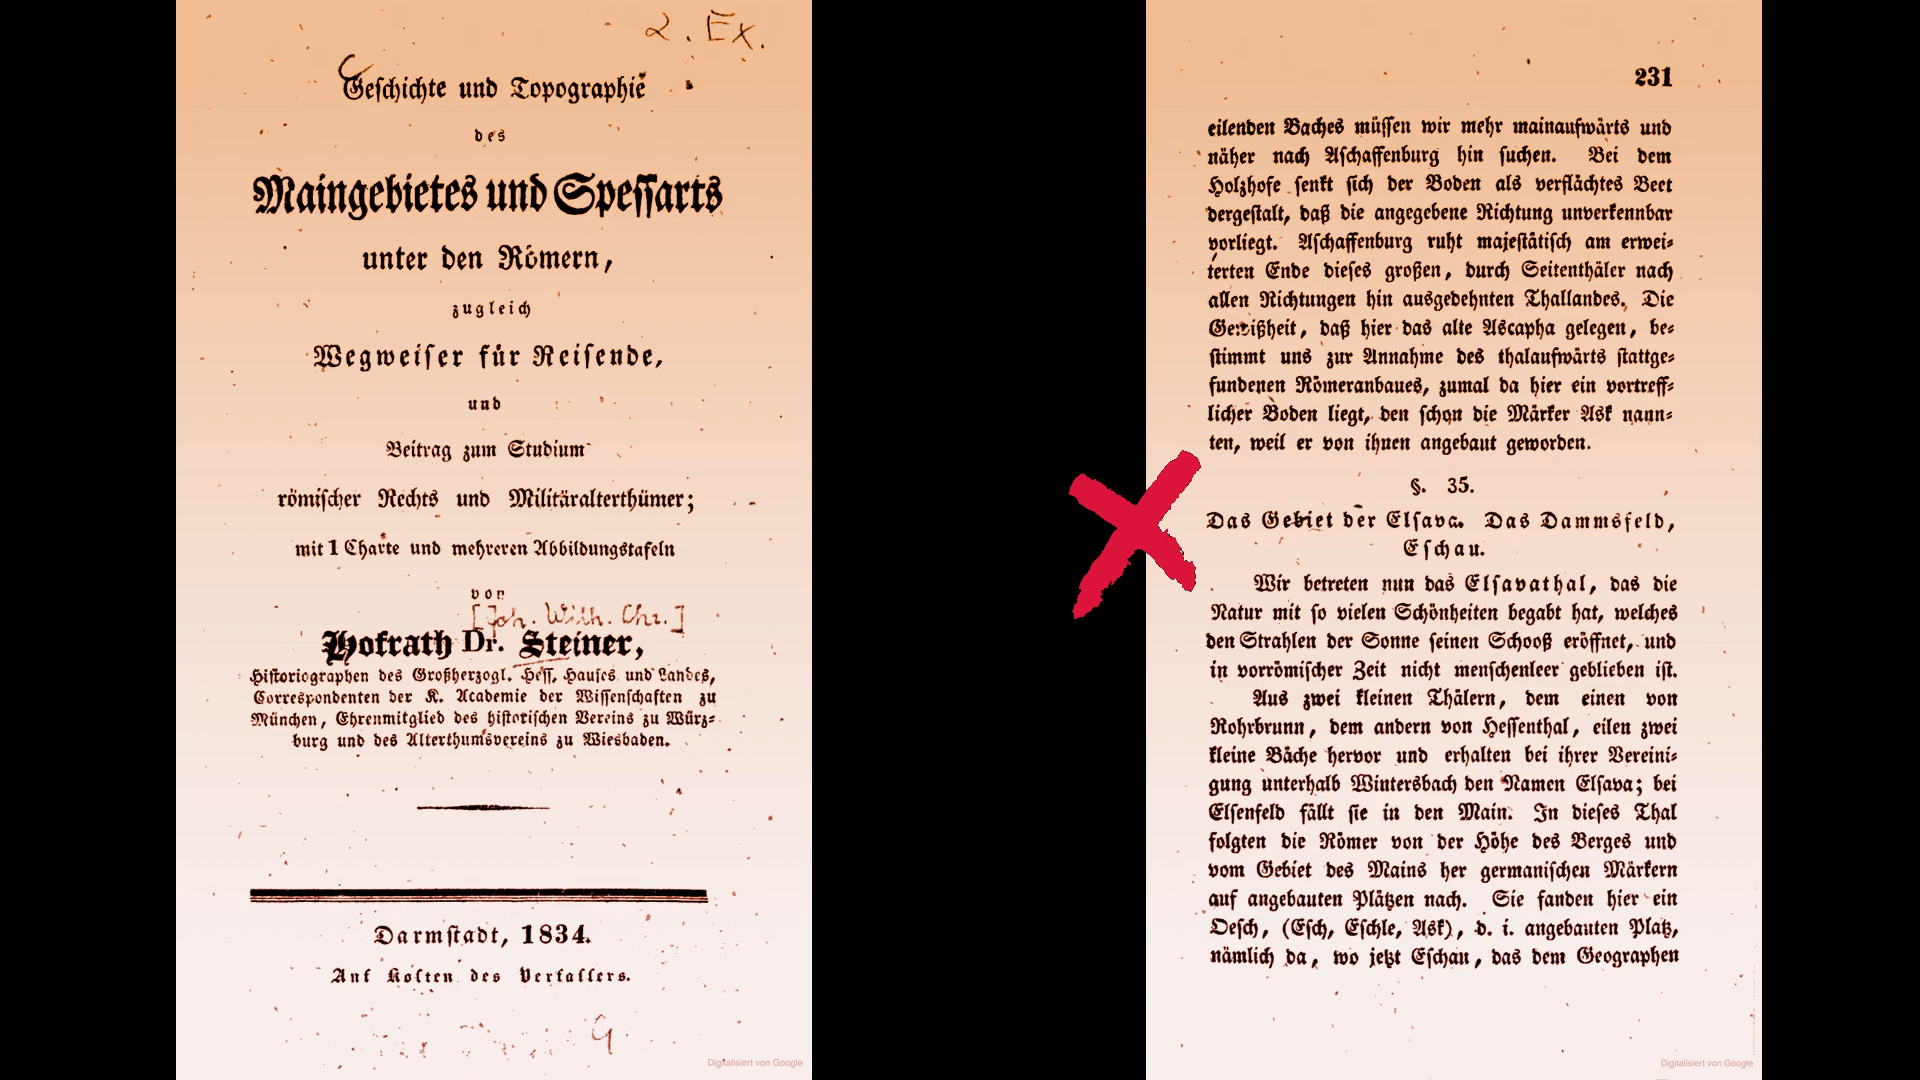 2. Ex.
Geſchichte und Topographie
des
Maingebietes und Speſſarts
unter den Römern,
zugleich
Wegweiſer für Reiſende,
und
Beitrag zum Studium
römiſcher Rechts und Militäralterthümer;
mit 1 Charte und mehreren Abbildungstafeln
von
[Joh. Wilh. Chr.]
Hofrath Dr. Steiner,
Hiſtoriographen des Großherzogl. Heſſ. Hauſes und Landes,
Correspondenten der K. Academie der Wiſſenſchaften zu
München, Ehrenmitglied des hiſtoriſchen Vereins zu Würz⸗
burg und des Alterthumsvereins zu Wiesbaden.
Darmſtadt, 1834.
Auf Koſten des Verfaſſers.
Digitalisiert von Google
231
eilenden Baches müſſen wir mehr mainaufwärts und
näher nach Aſchaffenburg hin ſuchen. Bei dem
Holzhofe ſenkt ſich der Boden als verflächtes Beet
dergeſtalt, daß die angegebene Richtung unverkennbar
vorliegt. Aſchaffenburg ruht majeſtätiſch am erwei⸗
terten Ende dieſes großen, durch Seitenthäler nach
allen Richtungen hin ausgedehnten Thallandes. Die
Gewißheit, daß hier das alte Ascapha gelegen, be⸗
ſtimmt uns zur Annahme des thalaufwärts ſtattge⸗
fundenen Römeranbaues, zumal da hier ein vortreff⸗
licher Boden liegt, den ſchon die Märker Ask nann⸗
ten, weil er von ihnen angebaut geworden.
§. 35.
Das Gebiet der Elſava. Das Dammsfeld,
Eſchau.
Wir betreten nun das Elſavathal, das die
Natur mit ſo vielen Schönheiten begabt hat, welches
den Strahlen der Sonne ſeinen Schooß eröffnet, und
in vorrömiſcher Zeit nicht menſchenleer geblieben iſt.
Aus zwei kleinen Thälern, dem einen von
Rohrbrunn, dem andern von Heſſenthal, eilen zwei
kleine Bäche hervor und erhalten bei ihrer Vereini⸗
gung unterhalb Wintersbach den Namen Elſava; bei
Elſenfeld fällt ſie in den Main. In dieſes Thal
folgten die Römer von der Höhe des Berges und
vom Gebiet des Mains her germaniſchen Märkern
auf angebauten Plätzen nach. Sie fanden hier ein
Oeſch, (Eſch, Eſchle, Ask), d. i. angebauten Platz,
nämlich da, wo jetzt Eſchau, das dem Geographen
Digitalisiert von Google